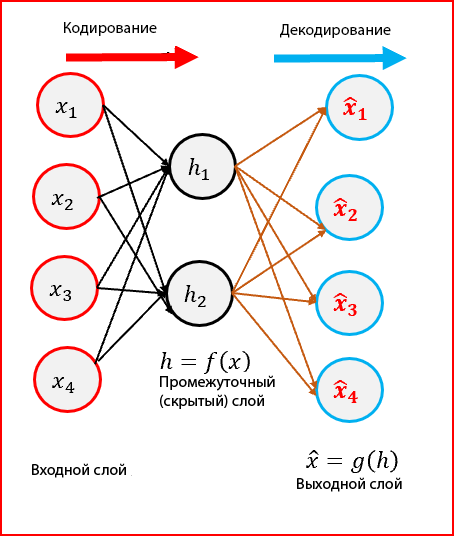 Кодирование
Декодирование
x₁
x₂
x₃
x₄
h₁
h₂
x̂₁
x̂₂
x̂₃
x̂₄
h = f(x)
Промежуточный
(скрытый) слой
Входной слой
x̂ = g(h)
Выходной слой